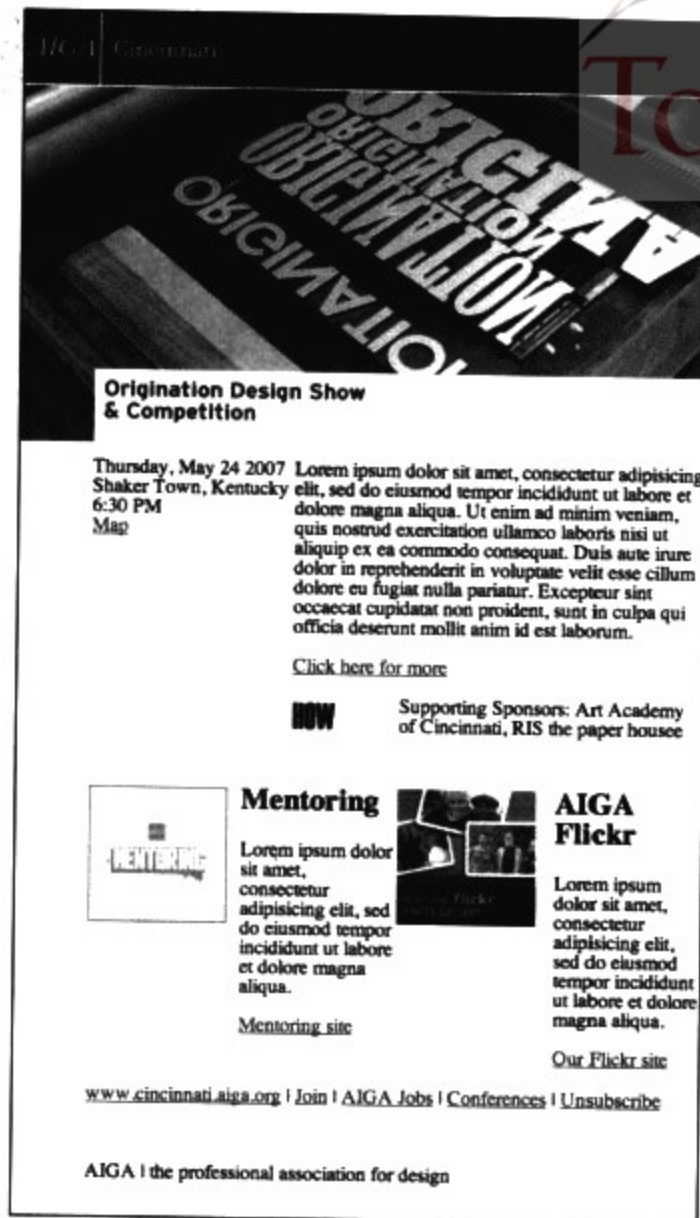 AIGA Cincinnati
To
ORIGINATION
ORIGINATION
ORIGINATION
Origination Design Show
& Competition
Thursday, May 24 2007
Shaker Town, Kentucky
6:30 PM
Map
Lorem ipsum dolor sit amet, consectetur adipisicing
elit, sed do eiusmod tempor incididunt ut labore et
dolore magna aliqua. Ut enim ad minim veniam,
quis nostrud exercitation ullamco laboris nisi ut
aliquip ex ea commodo consequat. Duis aute irure
dolor in reprehenderit in voluptate velit esse cillum
dolore eu fugiat nulla pariatur. Excepteur sint
occaecat cupidatat non proident, sunt in culpa qui
officia deserunt mollit anim id est laborum.
Click here for more
HOW
Supporting Sponsors: Art Academy
of Cincinnati, RIS the paper housee
MENTORING
Mentoring
Lorem ipsum dolor
sit amet,
consectetur
adipisicing elit, sed
do eiusmod tempor
incididunt ut labore
et dolore magna
aliqua.
Mentoring site
flickr
AIGA
Flickr
Lorem ipsum
dolor sit amet,
consectetur
adipisicing elit,
sed do eiusmod
tempor incididunt
ut labore et dolore
magna aliqua.
Our Flickr site
www.cincinnati.aiga.org | Join | AIGA Jobs | Conferences | Unsubscribe
AIGA | the professional association for design